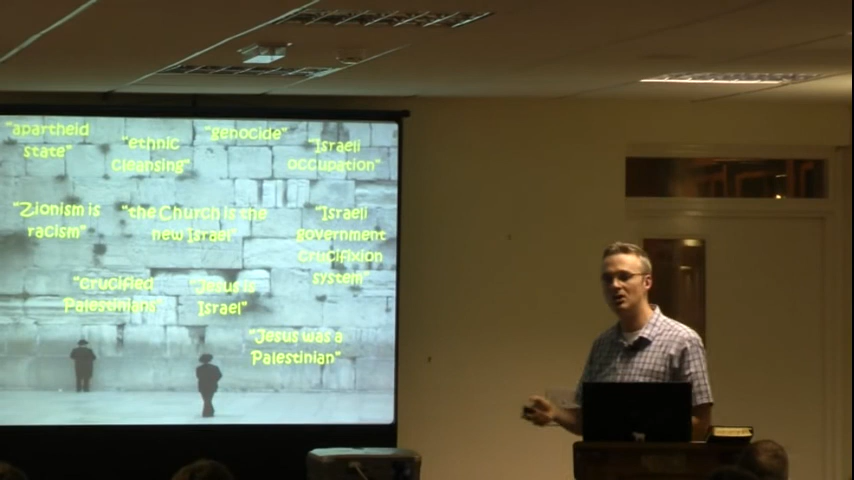 "apartheid
state"
"ethnic
cleansing"
"genocide"
"Israeli
occupation"
"Zionism is
racism"
"the Church is the
new Israel"
"Israeli
government
crucifixion
system"
"crucified
Palestinians"
"Jesus is
Israel"
"Jesus was a
Palestinian"